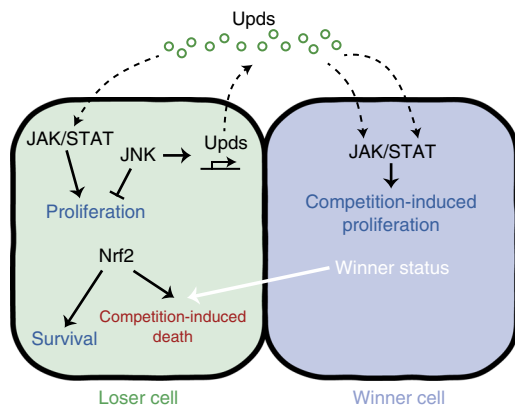 Upds
JAK/STAT
JNK
Upds
Proliferation
Nrf2
Survival
Competition-induced
death
JAK/STAT
Competition-induced
proliferation
Winner status
Loser cell
Winner cell